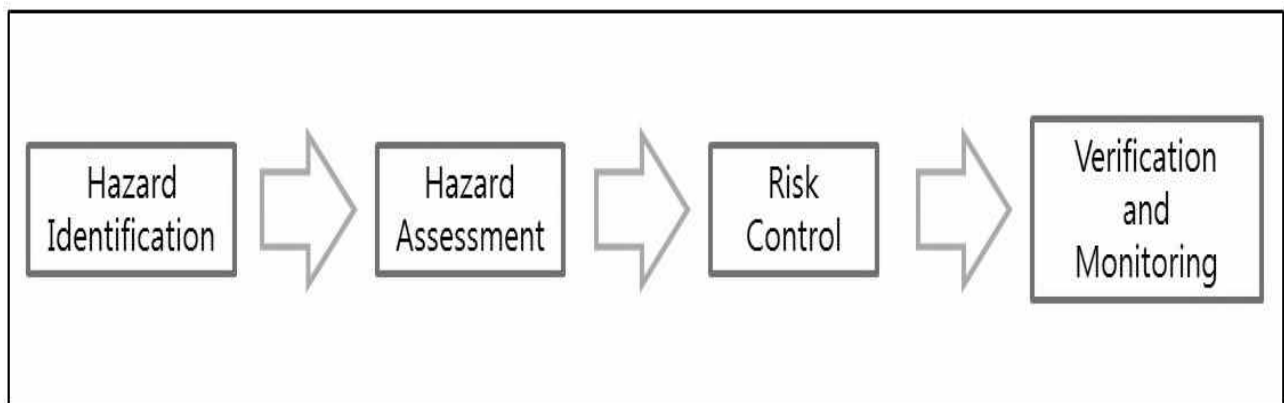 Hazard
Identification
Hazard
Assessment
Risk
Control
Verification
and
Monitoring